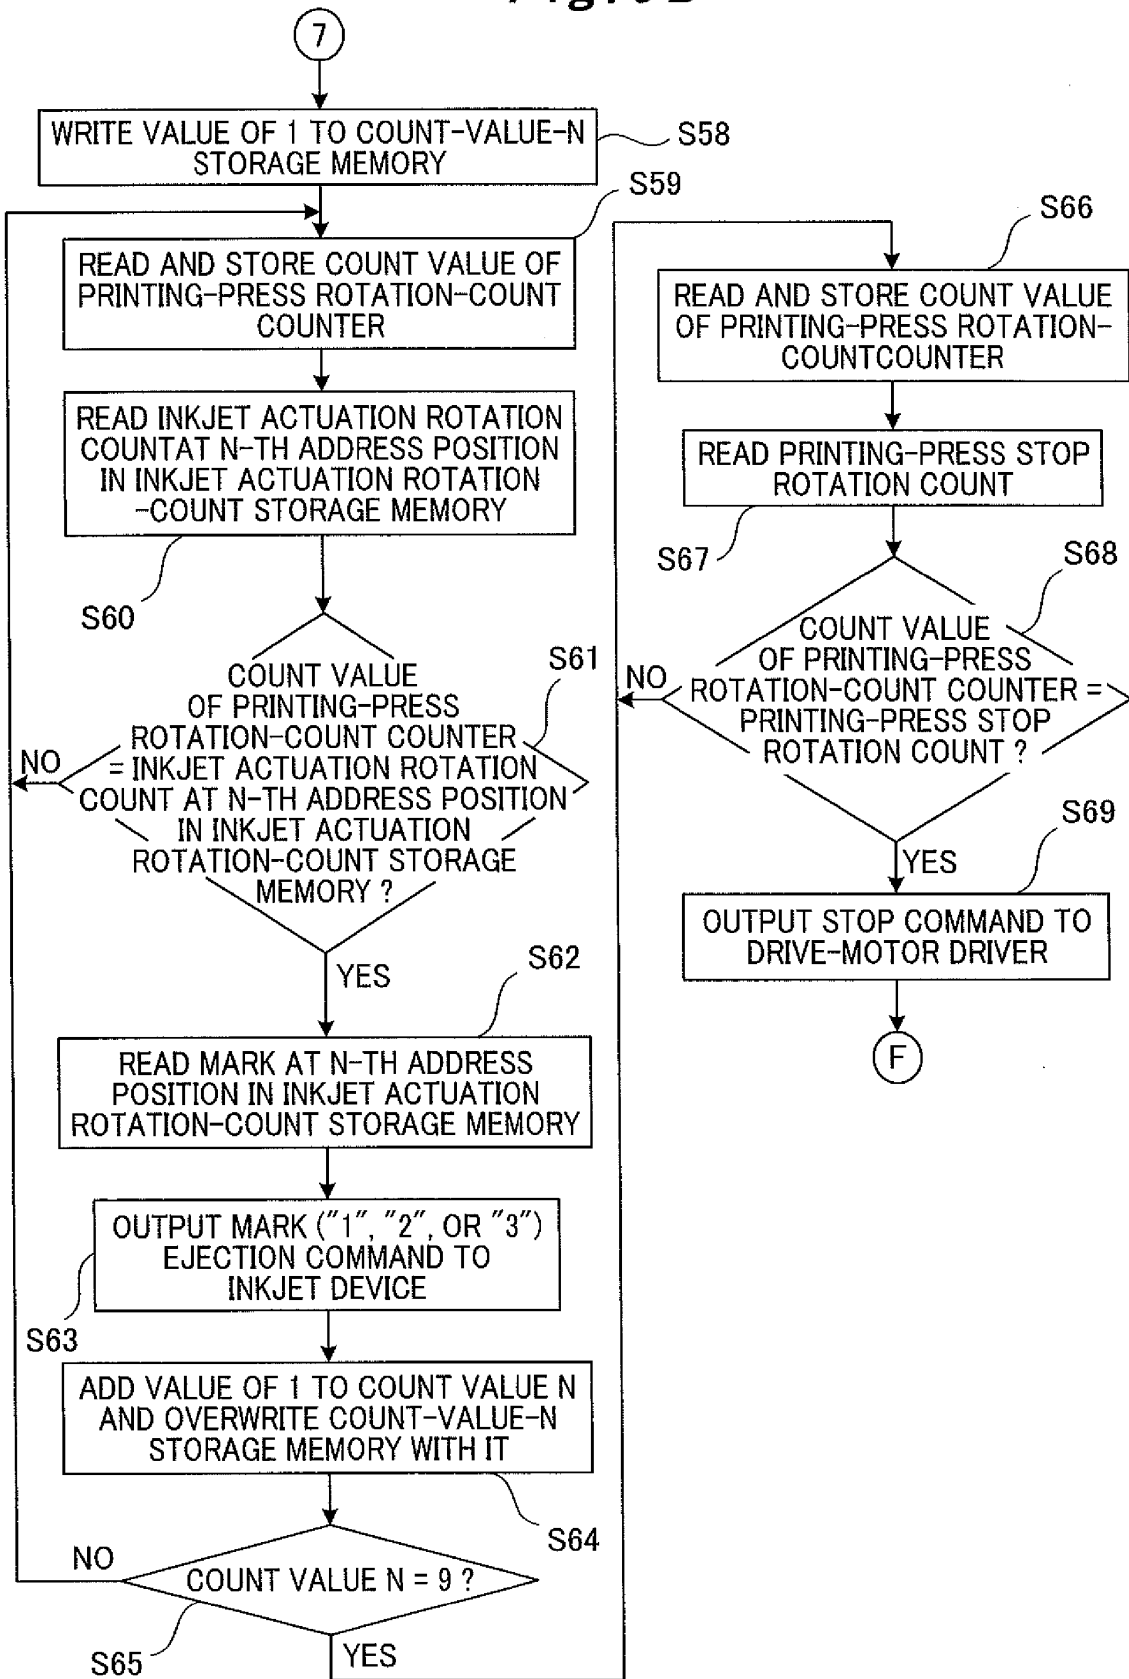 7
WRITE VALUE OF 1 TO COUNT-VALUE-N
STORAGE MEMORY
S58
S59
READ AND STORE COUNT VALUE OF
PRINTING-PRESS ROTATION-COUNT
COUNTER
READ INKJET ACTUATION ROTATION
COUNTAT N-TH ADDRESS POSITION
IN INKJET ACTUATION ROTATION
-COUNT STORAGE MEMORY
S60
COUNT VALUE
OF PRINTING-PRESS
ROTATION-COUNT COUNTER
= INKJET ACTUATION ROTATION
COUNT AT N-TH ADDRESS POSITION
IN INKJET ACTUATION
ROTATION-COUNT STORAGE
MEMORY ?
S61
NO
YES
S62
READ MARK AT N-TH ADDRESS
POSITION IN INKJET ACTUATION
ROTATION-COUNT STORAGE MEMORY
OUTPUT MARK ("1", "2", OR "3")
EJECTION COMMAND TO
INKJET DEVICE
S63
ADD VALUE OF 1 TO COUNT VALUE N
AND OVERWRITE COUNT-VALUE-N
STORAGE MEMORY WITH IT
S64
NO
COUNT VALUE N = 9 ?
S65
YES
S66
READ AND STORE COUNT VALUE
OF PRINTING-PRESS ROTATION-
COUNTCOUNTER
READ PRINTING-PRESS STOP
ROTATION COUNT
S67
S68
COUNT VALUE
OF PRINTING-PRESS
ROTATION-COUNT COUNTER =
PRINTING-PRESS STOP
ROTATION COUNT ?
NO
YES
S69
OUTPUT STOP COMMAND TO
DRIVE-MOTOR DRIVER
F